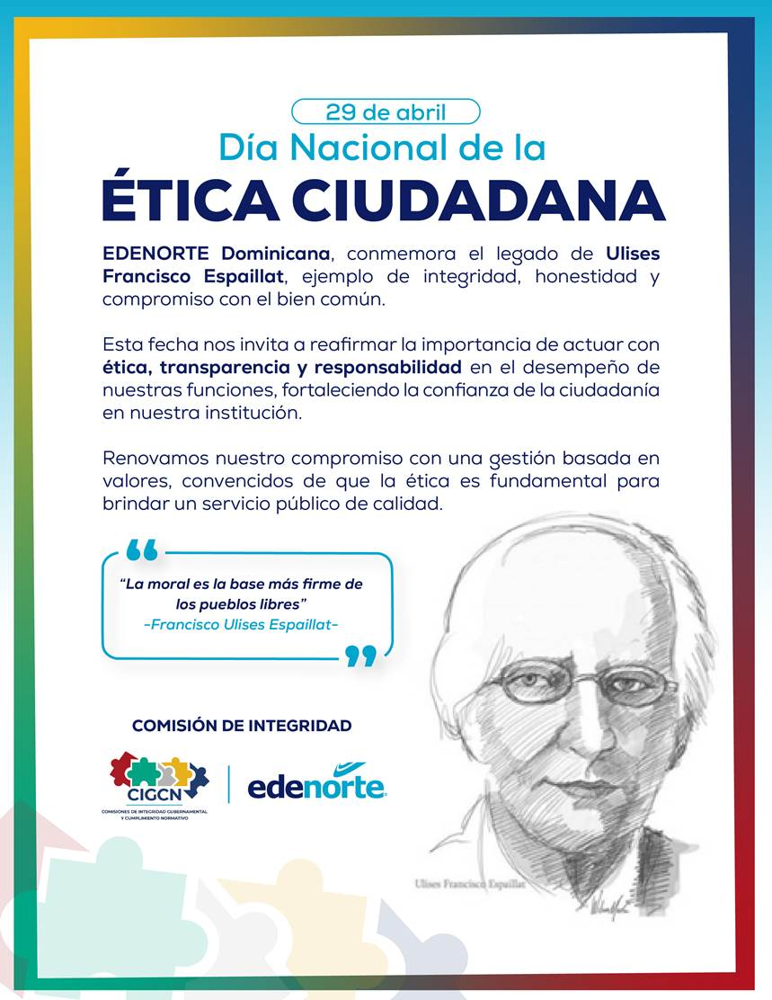 29 de abril
Día Nacional de la
ÉTICA CIUDADANA
EDENORTE Dominicana, conmemora el legado de Ulises
Francisco Espaillat, ejemplo de integridad, honestidad y
compromiso con el bien común.
Esta fecha nos invita a reafirmar la importancia de actuar con
ética, transparencia y responsabilidad en el desempeño de
nuestras funciones, fortaleciendo la confianza de la ciudadanía
en nuestra institución.
Renovamos nuestro compromiso con una gestión basada en
valores, convencidos de que la ética es fundamental para
brindar un servicio público de calidad.
“La moral es la base más firme de
los pueblos libres”
-Francisco Ulises Espaillat-
COMISIÓN DE INTEGRIDAD
CIGCN
COMISIONES DE INTEGRIDAD GUBERNAMENTAL
Y CUMPLIMIENTO NORMATIVO
edenorte
Ulises Francisco Espaillat